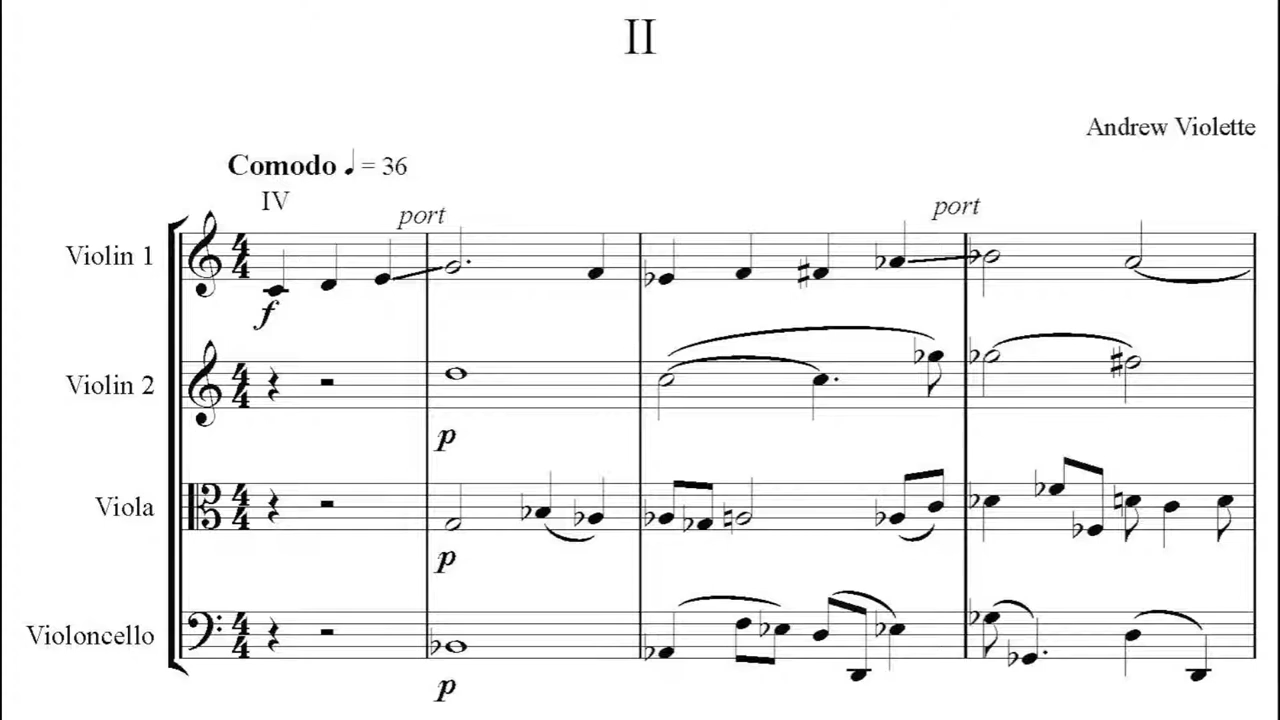 II
Andrew Violette
Comodo ♩ = 36
IV
port
port
Violin 1
f
Violin 2
p
Viola
p
Violoncello
p